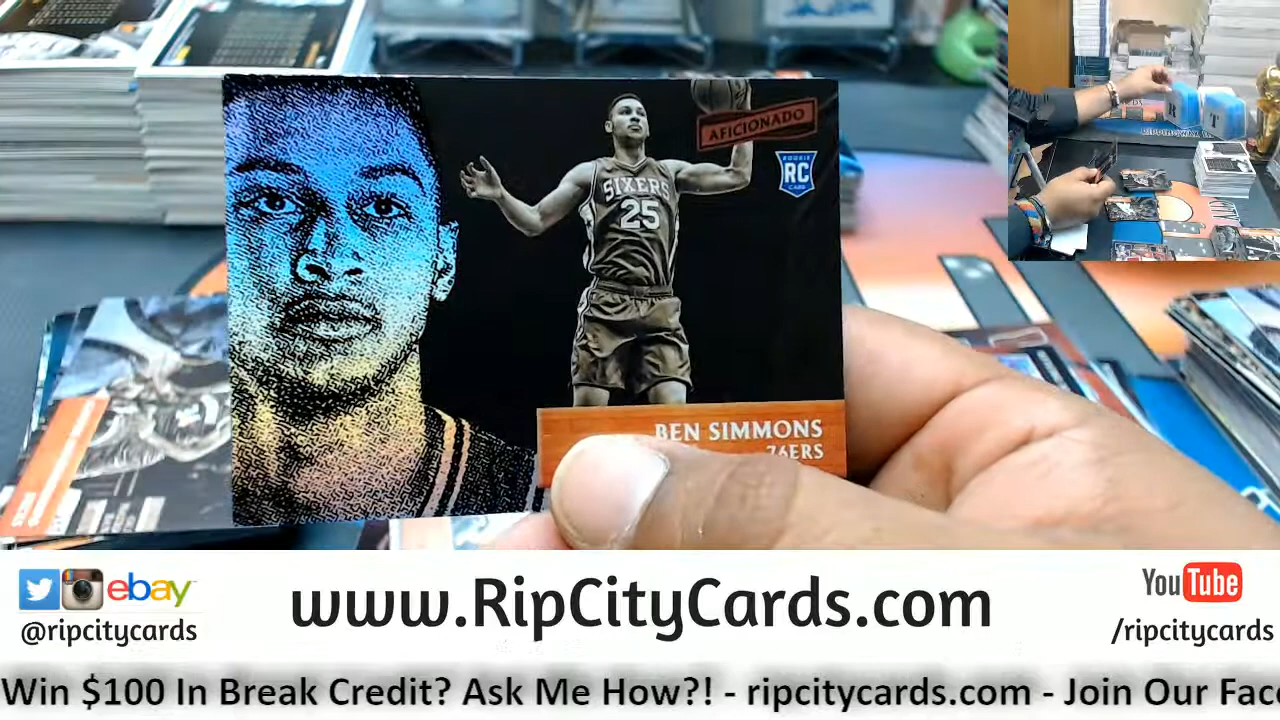 AFICIONADO
ROOKIE
RC
CARD
SIXERS
25
BEN SIMMONS
76ERS
R
T
ebay
www.RipCityCards.com
YouTube
@ripcitycards
/ripcitycards
Win $100 In Break Credit? Ask Me How?! - ripcitycards.com - Join Our Face